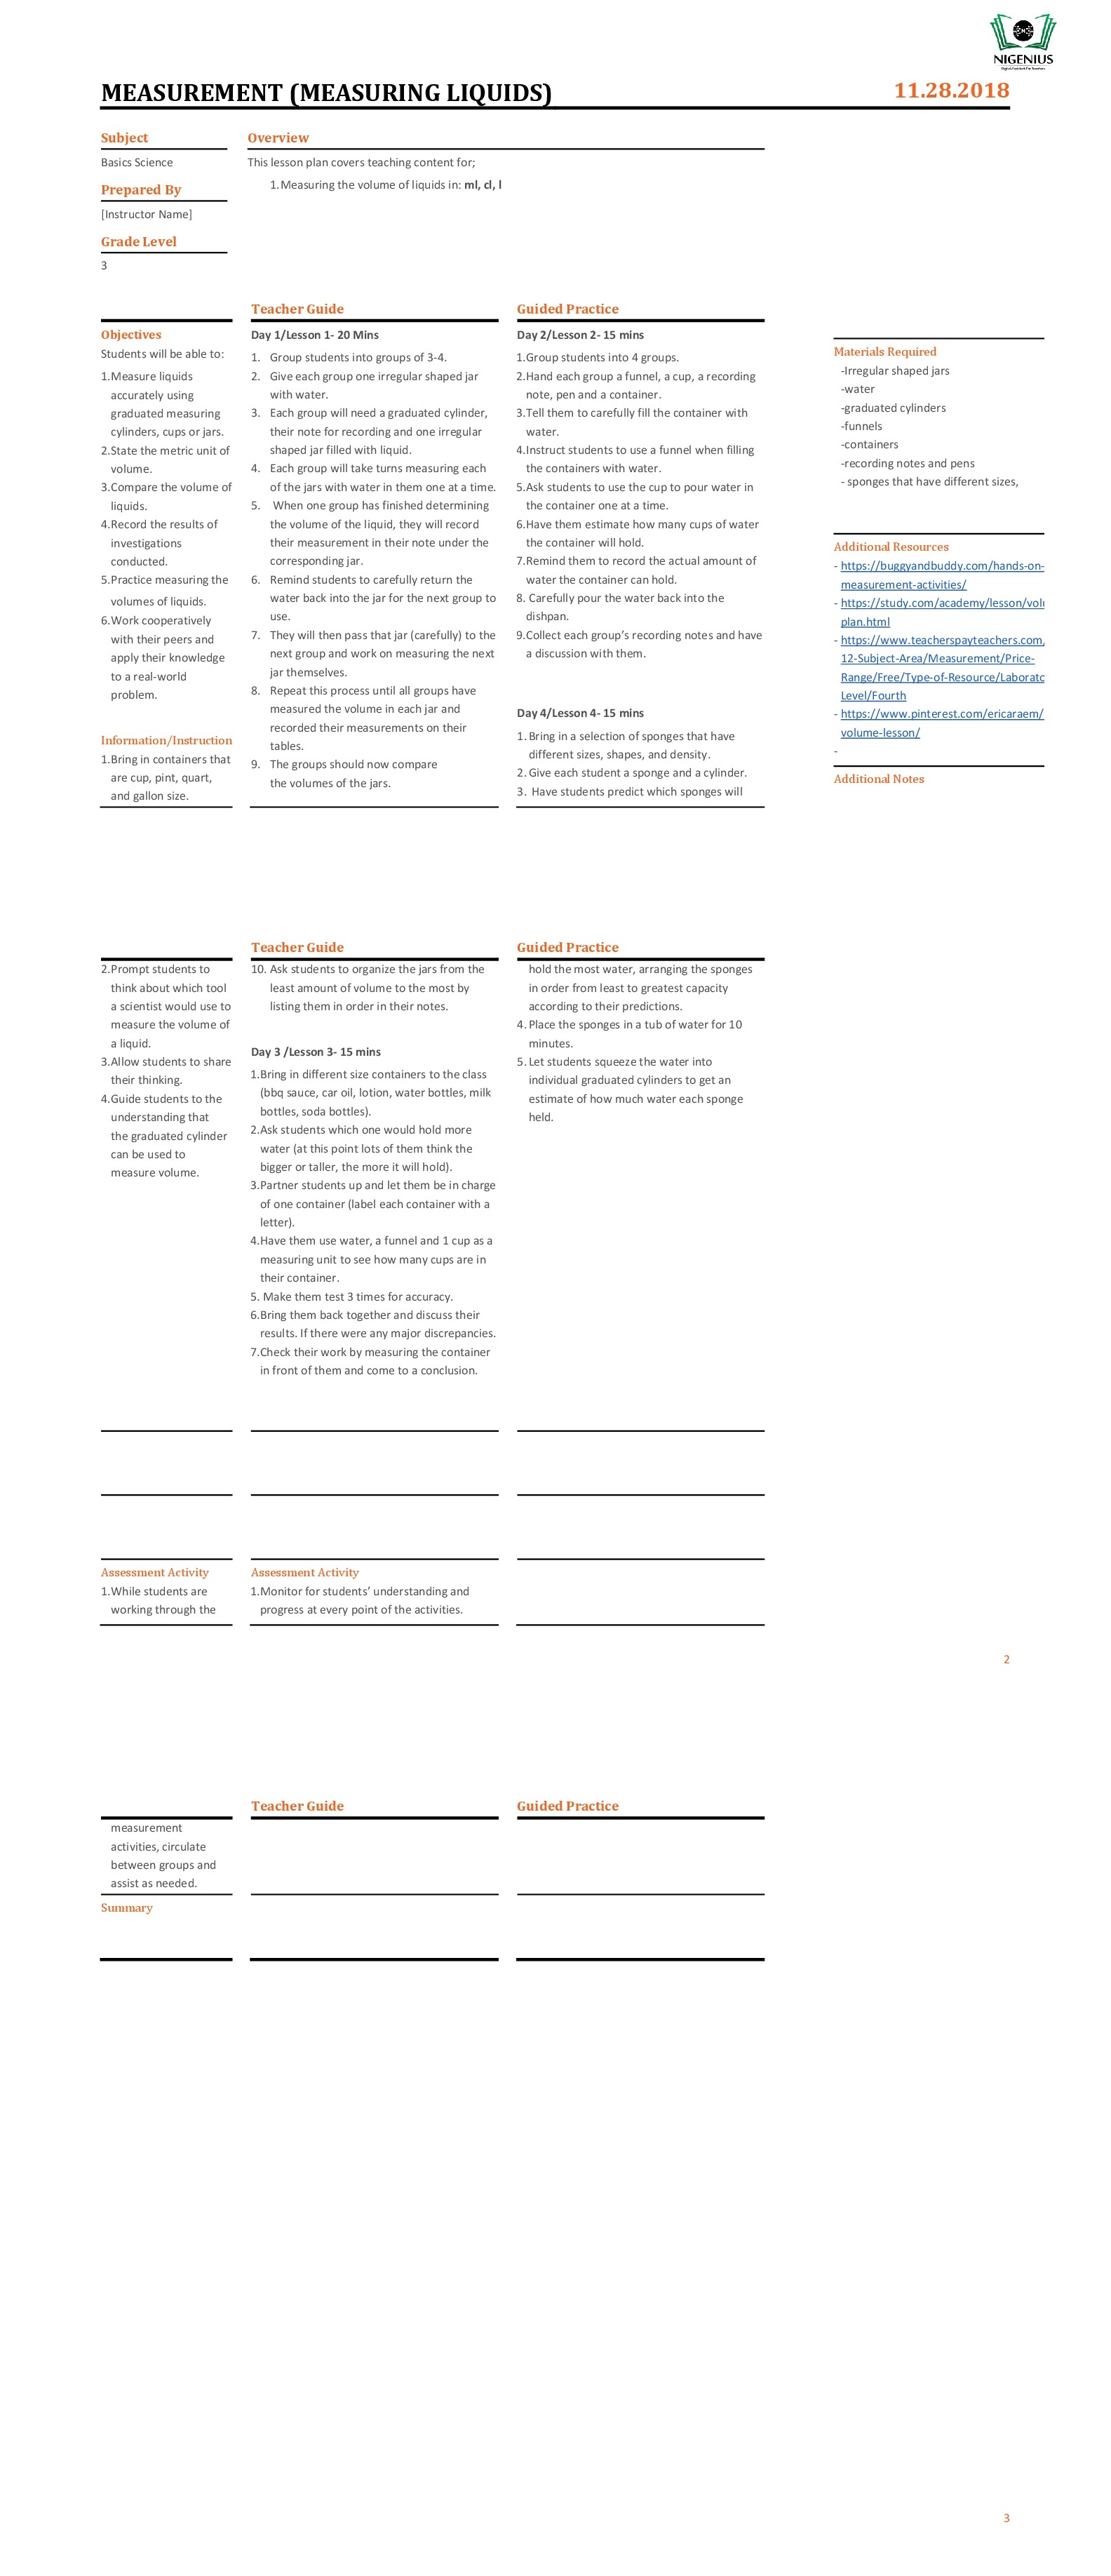 NIGENIUS
MEASUREMENT (MEASURING LIQUIDS)
11.28.2018
Subject
Basics Science
Prepared By
[Instructor Name]
Grade Level
3
Overview
This lesson plan covers teaching content for;
1.Measuring the volume of liquids in: ml, cl, l
Objectives
Students will be able to:
1.Measure liquids
accurately using
graduated measuring
cylinders, cups or jars.
2.State the metric unit of
volume.
3.Compare the volume of
liquids.
4.Record the results of
investigations
conducted.
5.Practice measuring the
volumes of liquids.
6.Work cooperatively
with their peers and
apply their knowledge
to a real-world
problem.
Information/Instruction
1.Bring in containers that
are cup, pint, quart,
and gallon size.
Teacher Guide
Day 1/Lesson 1- 20 Mins
1. Group students into groups of 3-4.
2. Give each group one irregular shaped jar
with water.
3. Each group will need a graduated cylinder,
their note for recording and one irregular
shaped jar filled with liquid.
4. Each group will take turns measuring each
of the jars with water in them one at a time.
5. When one group has finished determining
the volume of the liquid, they will record
their measurement in their note under the
corresponding jar.
6. Remind students to carefully return the
water back into the jar for the next group to
use.
7. They will then pass that jar (carefully) to the
next group and work on measuring the next
jar themselves.
8. Repeat this process until all groups have
measured the volume in each jar and
recorded their measurements on their
tables.
9. The groups should now compare
the volumes of the jars.
Guided Practice
Day 2/Lesson 2- 15 mins
1.Group students into 4 groups.
2.Hand each group a funnel, a cup, a recording
note, pen and a container.
3.Tell them to carefully fill the container with
water.
4.Instruct students to use a funnel when filling
the containers with water.
5.Ask students to use the cup to pour water in
the container one at a time.
6.Have them estimate how many cups of water
the container will hold.
7.Remind them to record the actual amount of
water the container can hold.
8. Carefully pour the water back into the
dishpan.
9.Collect each group's recording notes and have
a discussion with them.
Day 4/Lesson 4- 15 mins
1. Bring in a selection of sponges that have
different sizes, shapes, and density.
2. Give each student a sponge and a cylinder.
3. Have students predict which sponges will
Materials Required
-Irregular shaped jars
-water
-graduated cylinders
-funnels
-containers
-recording notes and pens
- sponges that have different sizes,
Additional Resources
- https://buggyandbuddy.com/hands-on-
measurement-activities/
- https://study.com/academy/lesson/volu
plan.html
- https://www.teacherspayteachers.com/
12-Subject-Area/Measurement/Price-
Range/Free/Type-of-Resource/Laborato
Level/Fourth
- https://www.pinterest.com/ericaraem/
volume-lesson/
-
Additional Notes
2.Prompt students to
think about which tool
a scientist would use to
measure the volume of
a liquid.
3.Allow students to share
their thinking.
4.Guide students to the
understanding that
the graduated cylinder
can be used to
measure volume.
Teacher Guide
10. Ask students to organize the jars from the
least amount of volume to the most by
listing them in order in their notes.
Day 3 /Lesson 3- 15 mins
1.Bring in different size containers to the class
(bbq sauce, car oil, lotion, water bottles, milk
bottles, soda bottles).
2.Ask students which one would hold more
water (at this point lots of them think the
bigger or taller, the more it will hold).
3.Partner students up and let them be in charge
of one container (label each container with a
letter).
4.Have them use water, a funnel and 1 cup as a
measuring unit to see how many cups are in
their container.
5. Make them test 3 times for accuracy.
6.Bring them back together and discuss their
results. If there were any major discrepancies.
7.Check their work by measuring the container
in front of them and come to a conclusion.
Guided Practice
hold the most water, arranging the sponges
in order from least to greatest capacity
according to their predictions.
4. Place the sponges in a tub of water for 10
minutes.
5. Let students squeeze the water into
individual graduated cylinders to get an
estimate of how much water each sponge
held.
Assessment Activity
1.While students are
working through the
Assessment Activity
1.Monitor for students' understanding and
progress at every point of the activities.
2
Teacher Guide
Guided Practice
measurement
activities, circulate
between groups and
assist as needed.
Summary
3